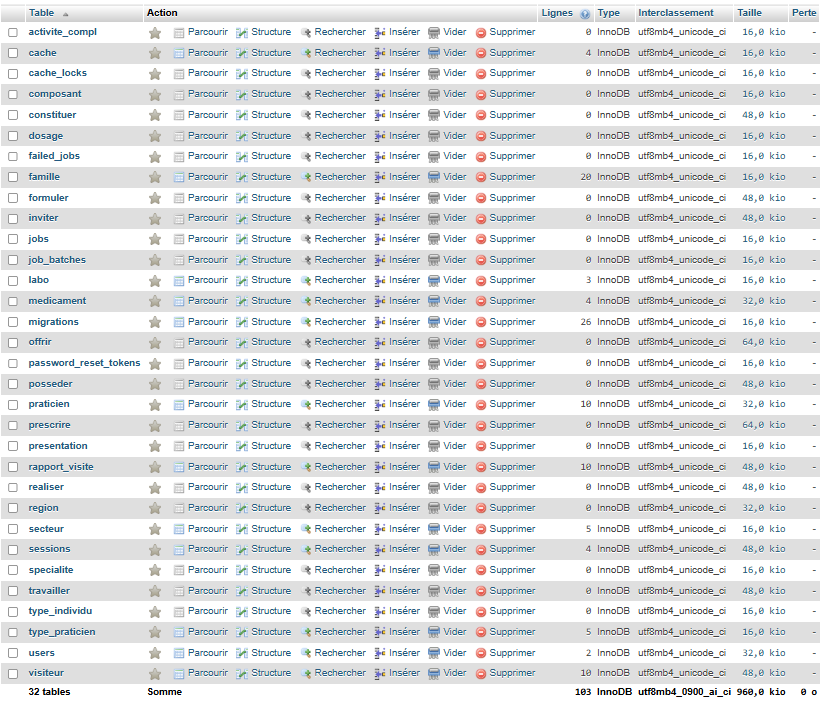 Table Action Lignes Type Interclassement Taille Perte
activite_compl Parcourir Structure Rechercher Insérer Vider Supprimer 0 InnoDB utf8mb4_unicode_ci 16,0 kio -
cache Parcourir Structure Rechercher Insérer Vider Supprimer 4 InnoDB utf8mb4_unicode_ci 16,0 kio -
cache_locks Parcourir Structure Rechercher Insérer Vider Supprimer 0 InnoDB utf8mb4_unicode_ci 16,0 kio -
composant Parcourir Structure Rechercher Insérer Vider Supprimer 0 InnoDB utf8mb4_unicode_ci 16,0 kio -
constituer Parcourir Structure Rechercher Insérer Vider Supprimer 0 InnoDB utf8mb4_unicode_ci 48,0 kio -
dosage Parcourir Structure Rechercher Insérer Vider Supprimer 0 InnoDB utf8mb4_unicode_ci 16,0 kio -
failed_jobs Parcourir Structure Rechercher Insérer Vider Supprimer 0 InnoDB utf8mb4_unicode_ci 16,0 kio -
famille Parcourir Structure Rechercher Insérer Vider Supprimer 20 InnoDB utf8mb4_unicode_ci 16,0 kio -
formuler Parcourir Structure Rechercher Insérer Vider Supprimer 0 InnoDB utf8mb4_unicode_ci 48,0 kio -
inviter Parcourir Structure Rechercher Insérer Vider Supprimer 0 InnoDB utf8mb4_unicode_ci 48,0 kio -
jobs Parcourir Structure Rechercher Insérer Vider Supprimer 0 InnoDB utf8mb4_unicode_ci 16,0 kio -
job_batches Parcourir Structure Rechercher Insérer Vider Supprimer 0 InnoDB utf8mb4_unicode_ci 16,0 kio -
labo Parcourir Structure Rechercher Insérer Vider Supprimer 3 InnoDB utf8mb4_unicode_ci 16,0 kio -
medicament Parcourir Structure Rechercher Insérer Vider Supprimer 4 InnoDB utf8mb4_unicode_ci 32,0 kio -
migrations Parcourir Structure Rechercher Insérer Vider Supprimer 26 InnoDB utf8mb4_unicode_ci 16,0 kio -
offrir Parcourir Structure Rechercher Insérer Vider Supprimer 0 InnoDB utf8mb4_unicode_ci 64,0 kio -
password_reset_tokens Parcourir Structure Rechercher Insérer Vider Supprimer 0 InnoDB utf8mb4_unicode_ci 16,0 kio -
posseder Parcourir Structure Rechercher Insérer Vider Supprimer 0 InnoDB utf8mb4_unicode_ci 48,0 kio -
praticien Parcourir Structure Rechercher Insérer Vider Supprimer 10 InnoDB utf8mb4_unicode_ci 32,0 kio -
prescrire Parcourir Structure Rechercher Insérer Vider Supprimer 0 InnoDB utf8mb4_unicode_ci 64,0 kio -
presentation Parcourir Structure Rechercher Insérer Vider Supprimer 0 InnoDB utf8mb4_unicode_ci 16,0 kio -
rapport_visite Parcourir Structure Rechercher Insérer Vider Supprimer 10 InnoDB utf8mb4_unicode_ci 48,0 kio -
realiser Parcourir Structure Rechercher Insérer Vider Supprimer 0 InnoDB utf8mb4_unicode_ci 48,0 kio -
region Parcourir Structure Rechercher Insérer Vider Supprimer 0 InnoDB utf8mb4_unicode_ci 32,0 kio -
secteur Parcourir Structure Rechercher Insérer Vider Supprimer 5 InnoDB utf8mb4_unicode_ci 16,0 kio -
sessions Parcourir Structure Rechercher Insérer Vider Supprimer 4 InnoDB utf8mb4_unicode_ci 48,0 kio -
specialite Parcourir Structure Rechercher Insérer Vider Supprimer 0 InnoDB utf8mb4_unicode_ci 16,0 kio -
travailler Parcourir Structure Rechercher Insérer Vider Supprimer 0 InnoDB utf8mb4_unicode_ci 48,0 kio -
type_individu Parcourir Structure Rechercher Insérer Vider Supprimer 0 InnoDB utf8mb4_unicode_ci 16,0 kio -
type_praticien Parcourir Structure Rechercher Insérer Vider Supprimer 5 InnoDB utf8mb4_unicode_ci 16,0 kio -
users Parcourir Structure Rechercher Insérer Vider Supprimer 2 InnoDB utf8mb4_unicode_ci 32,0 kio -
visiteur Parcourir Structure Rechercher Insérer Vider Supprimer 10 InnoDB utf8mb4_unicode_ci 48,0 kio -
32 tables Somme 103 InnoDB utf8mb4_0900_ai_ci 960,0 kio 0 o